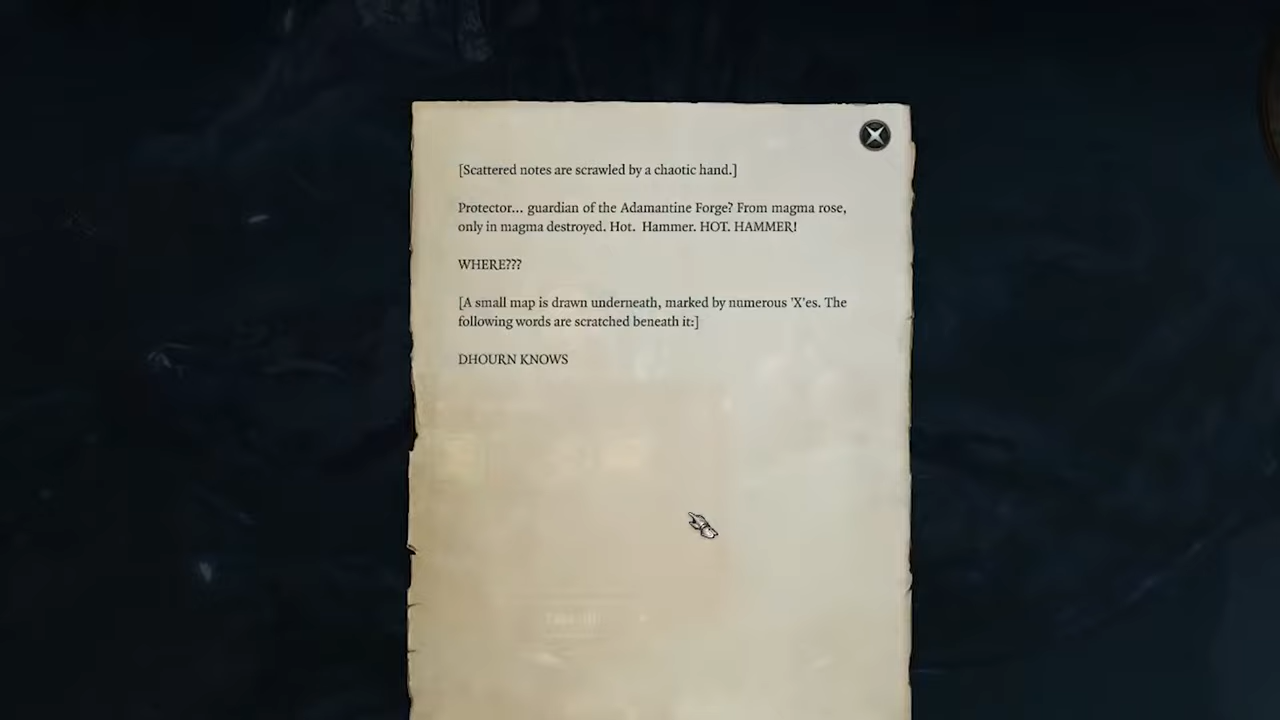 [Scattered notes are scrawled by a chaotic hand.]
Protector... guardian of the Adamantine Forge? From magma rose,
only in magma destroyed. Hot.  Hammer. HOT. HAMMER!
WHERE???
[A small map is drawn underneath, marked by numerous 'X'es. The
following words are scratched beneath it:]
DHOURN KNOWS